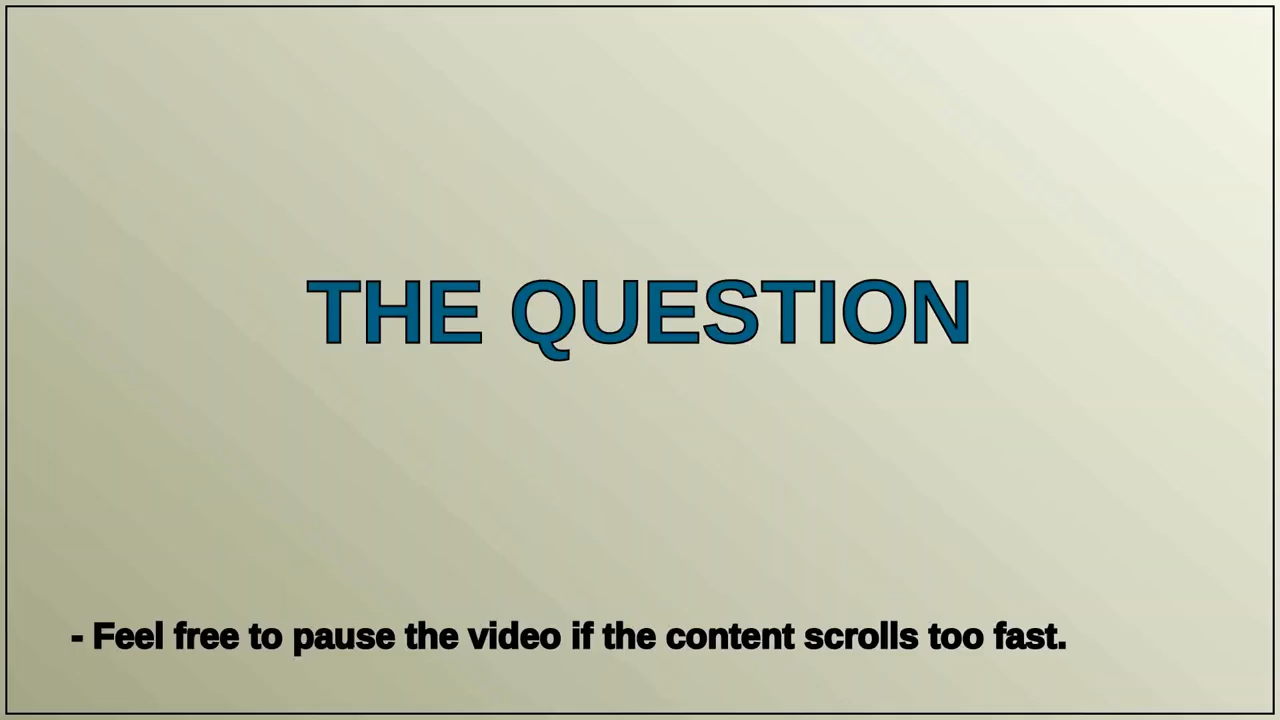 THE QUESTION
- Feel free to pause the video if the content scrolls too fast.